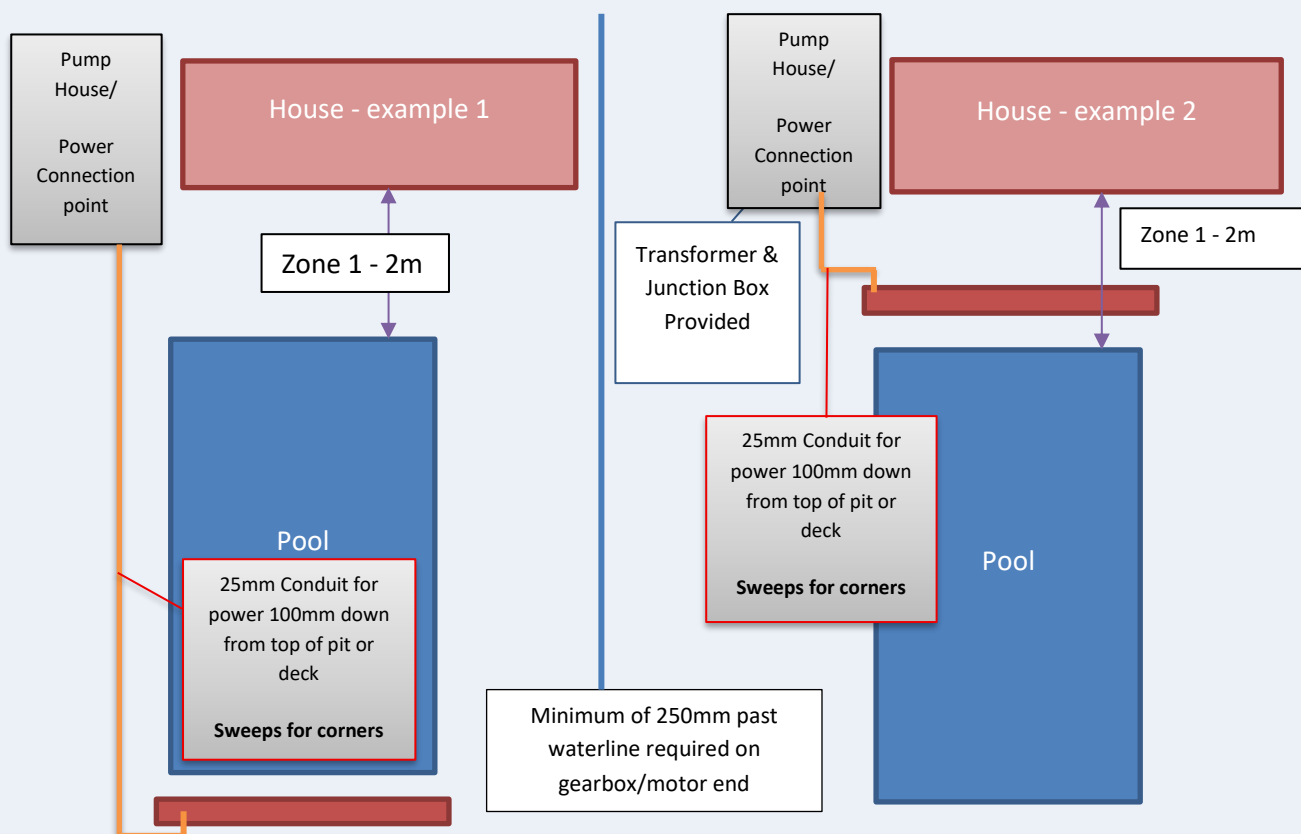 Pump
House/
Power
Connection
point
House - example 1
Zone 1 - 2m
Pool
25mm Conduit for
power 100mm down
from top of pit or
deck
Sweeps for corners
Pump
House/
Power
Connection
point
House - example 2
Zone 1 - 2m
Transformer &
Junction Box
Provided
25mm Conduit for
power 100mm down
from top of pit or
deck
Sweeps for corners
Pool
Minimum of 250mm past
waterline required on
gearbox/motor end